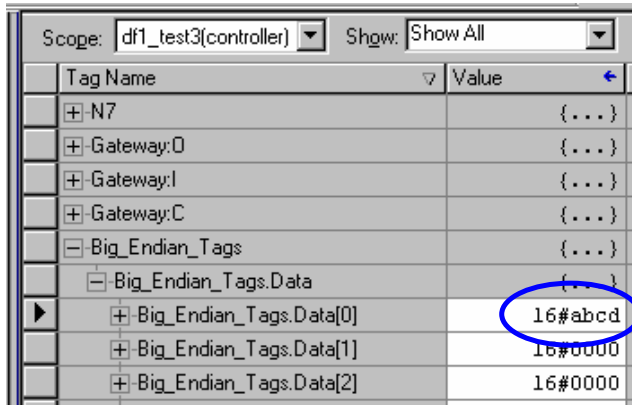 Scope: df1_test3(controller) Show: Show All
Tag Name Value
N7 {...}
Gateway:O {...}
Gateway:I {...}
Gateway:C {...}
Big_Endian_Tags {...}
Big_Endian_Tags.Data {...}
Big_Endian_Tags.Data[0] 16#abcd
Big_Endian_Tags.Data[1] 16#0000
Big_Endian_Tags.Data[2] 16#0000